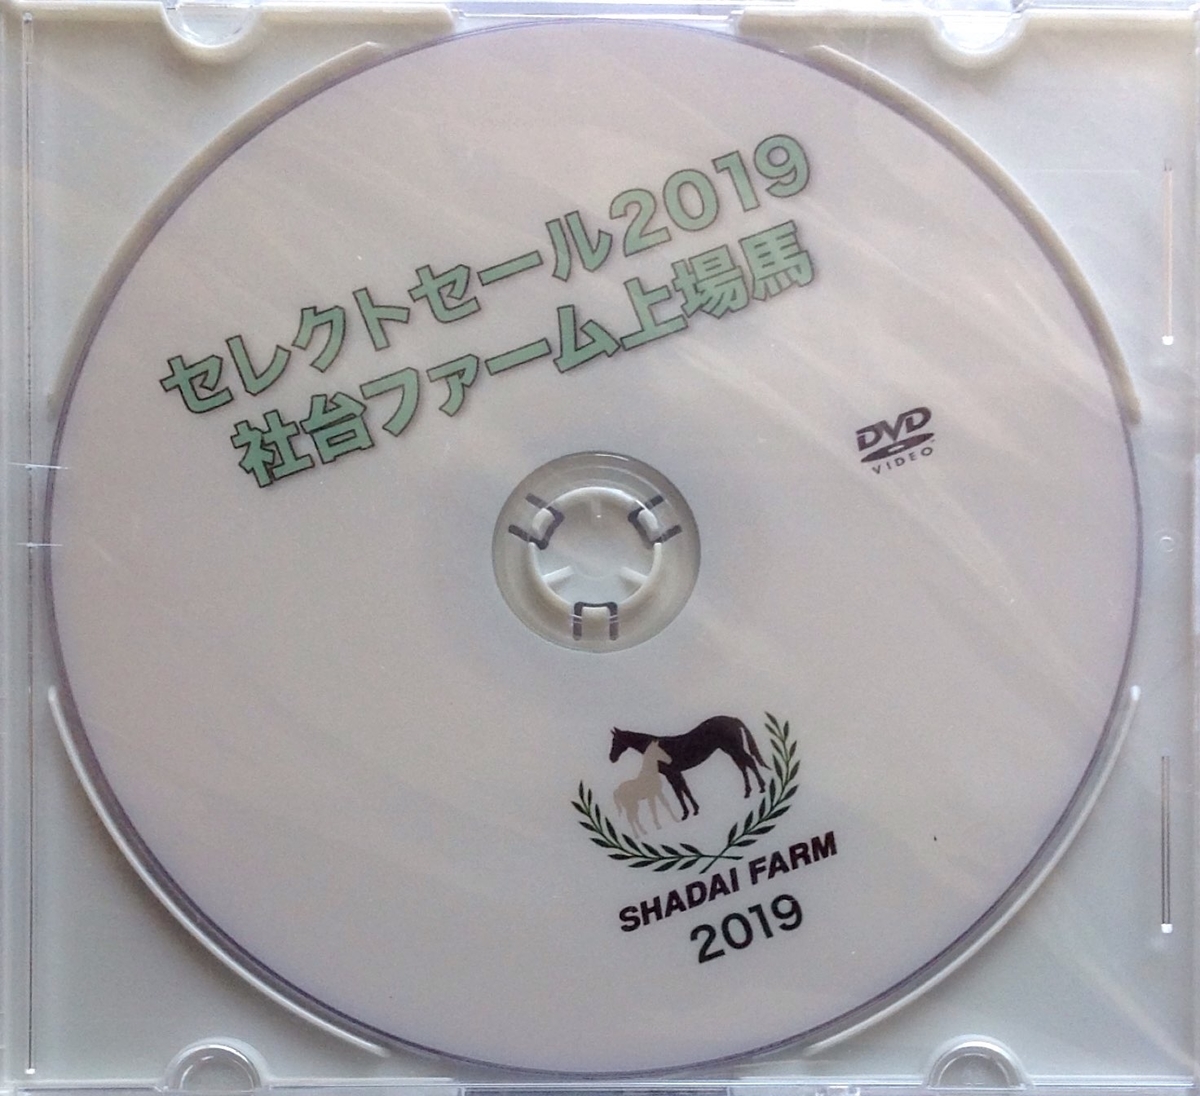 セレクトセール2019
社台ファーム上場馬
DVD
VIDEO
SHADAI FARM
2019